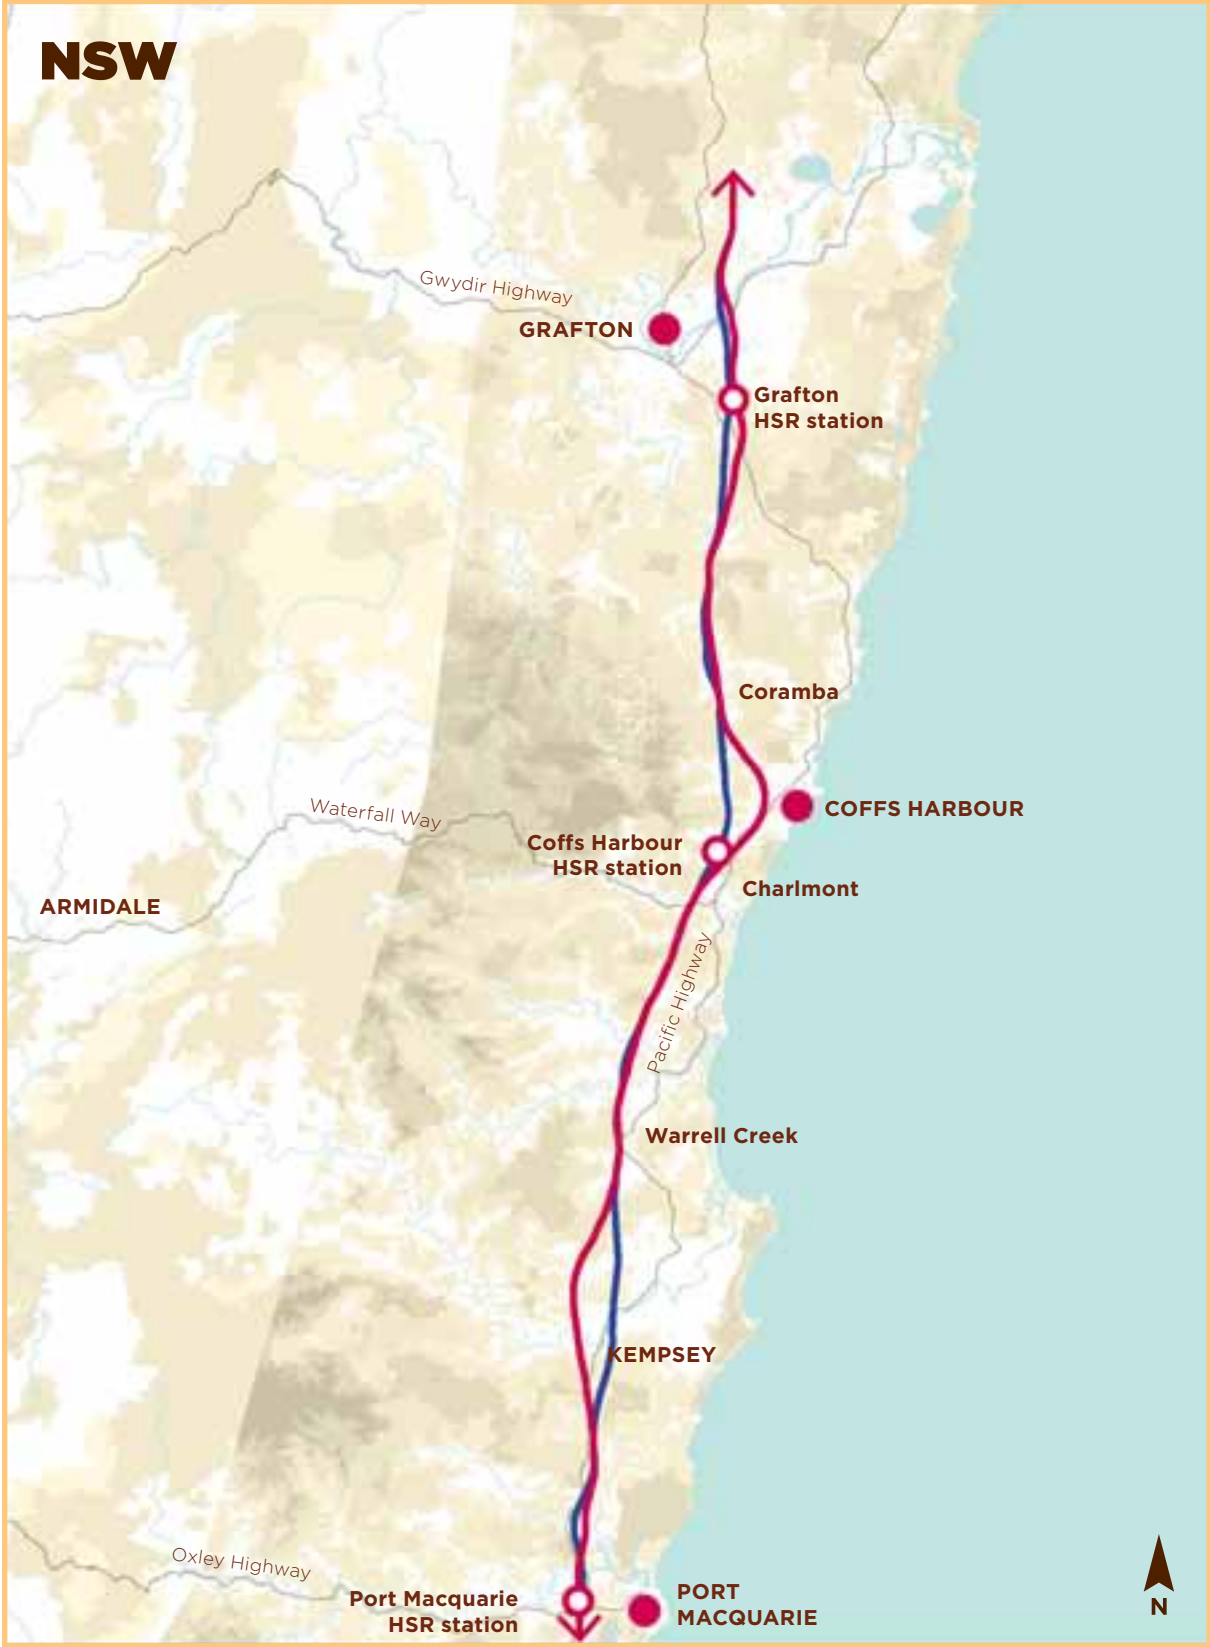 NSW
Gwydir Highway
GRAFTON
Grafton
HSR station
Coramba
Waterfall Way
COFFS HARBOUR
Coffs Harbour
HSR station
Charlmont
ARMIDALE
Pacific Highway
Warrell Creek
KEMPSEY
Oxley Highway
Port Macquarie
HSR station
PORT
MACQUARIE
N